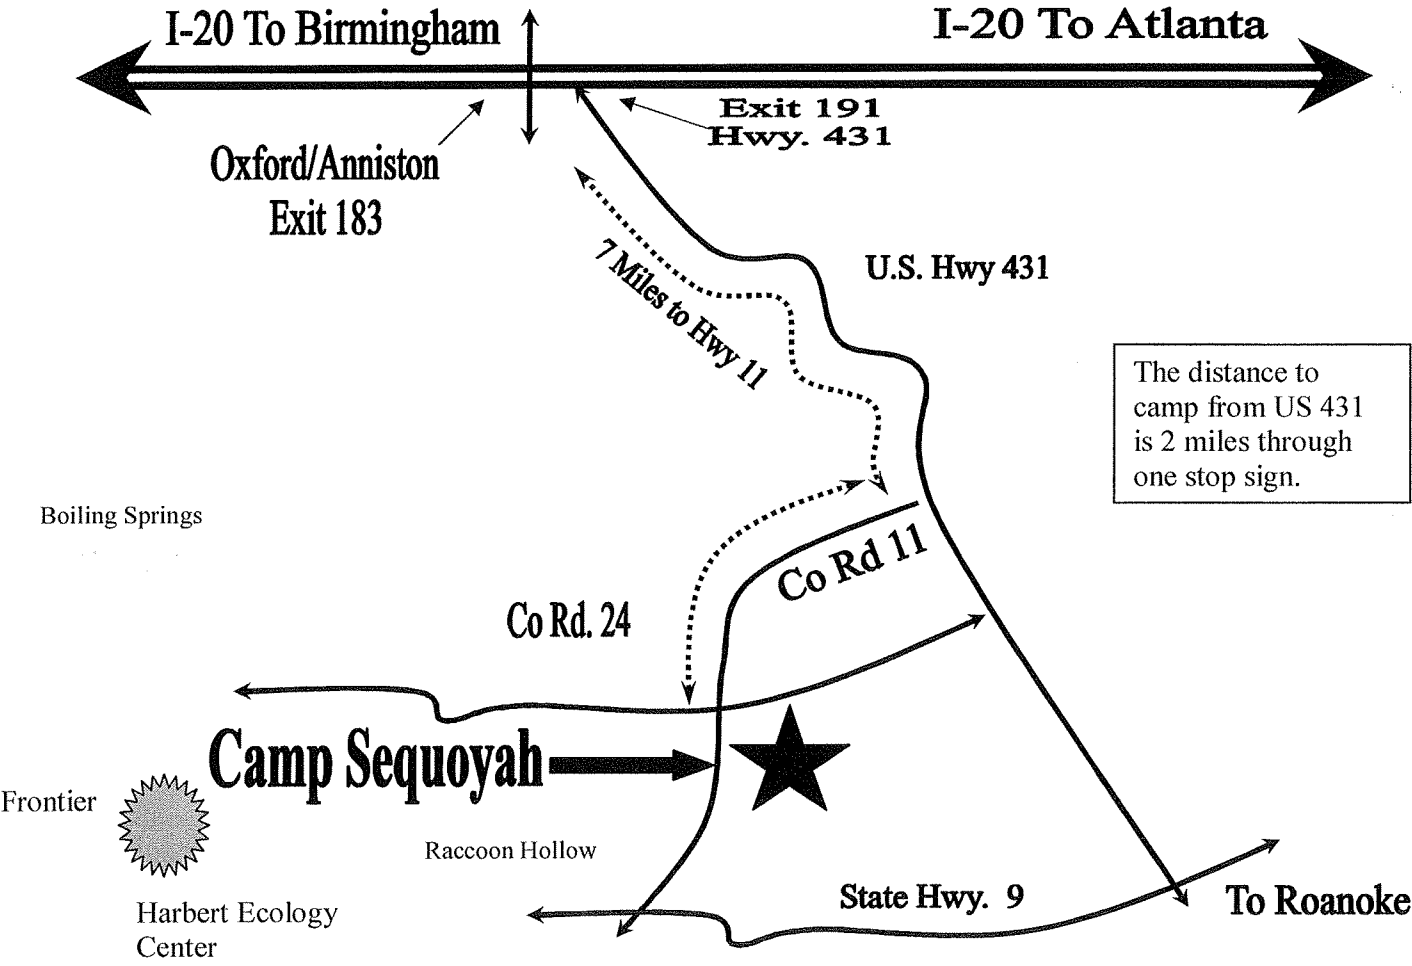 I-20 To Birmingham
I-20 To Atlanta
Exit 191
Hwy. 431
Oxford/Anniston
Exit 183
7 Miles to Hwy 11
U.S. Hwy 431
The distance to
camp from US 431
is 2 miles through
one stop sign.
Boiling Springs
Co Rd 11
Co Rd. 24
Camp Sequoyah
Frontier
Raccoon Hollow
State Hwy. 9
To Roanoke
Harbert Ecology
Center